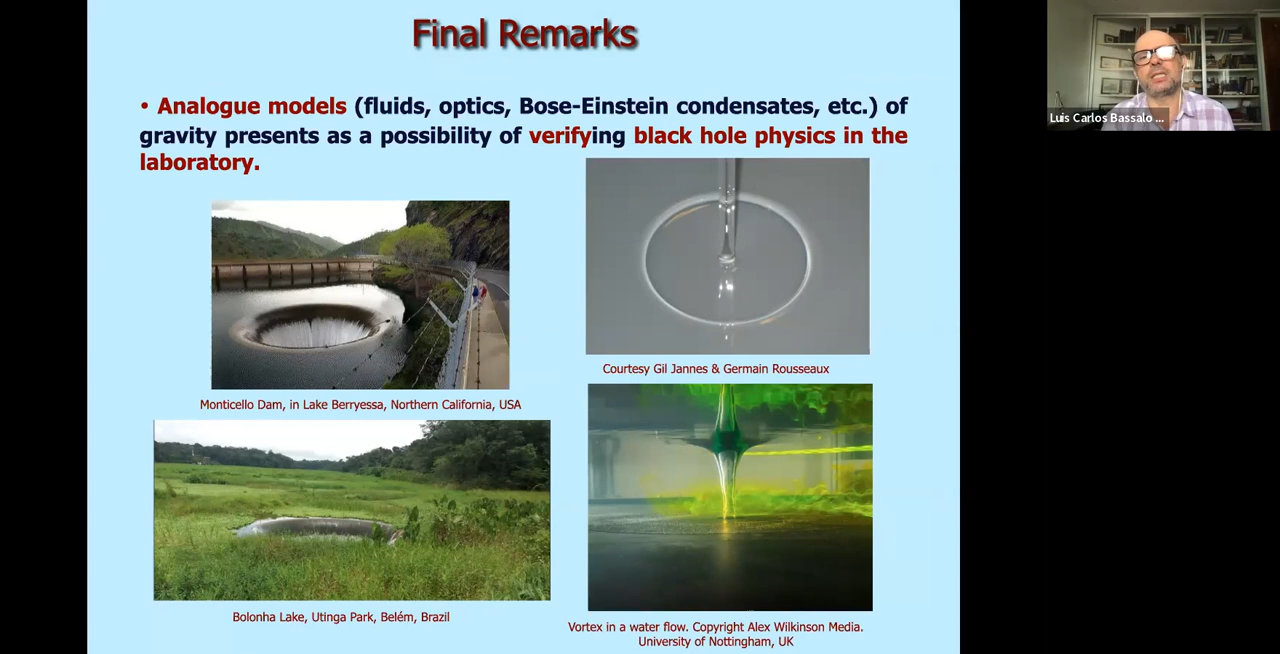 Final Remarks
• Analogue models (fluids, optics, Bose-Einstein condensates, etc.) of
gravity presents as a possibility of verifying black hole physics in the
laboratory.
Luis Carlos Bassalo ...
Courtesy Gil Jannes & Germain Rousseaux
Monticello Dam, in Lake Berryessa, Northern California, USA
Bolonha Lake, Utinga Park, Belém, Brazil
Vortex in a water flow. Copyright Alex Wilkinson Media.
University of Nottingham, UK